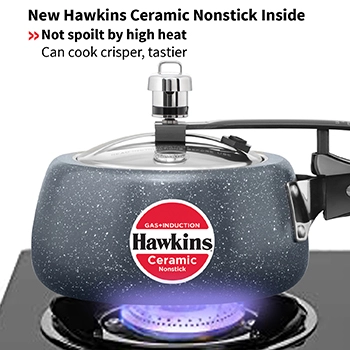 New Hawkins Ceramic Nonstick Inside
» Not spoilt by high heat
Can cook crisper, tastier
GAS+INDUCTION
Hawkins
Ceramic
Nonstick